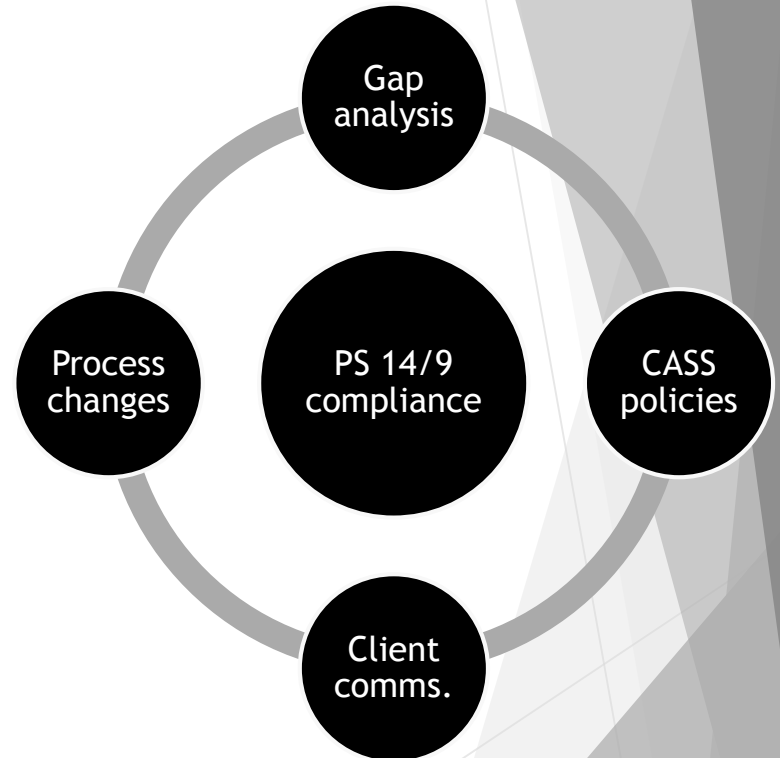 Gap
analysis
Process
changes
PS 14/9
compliance
CASS
policies
Client
comms.